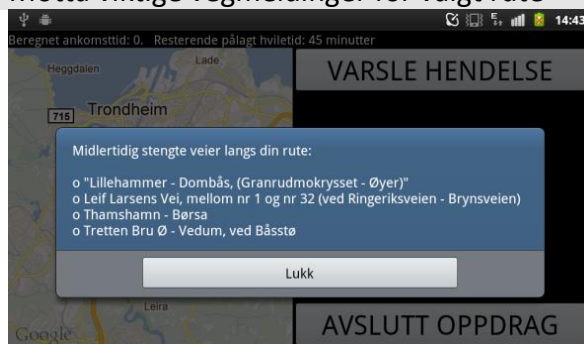 Motta viktige vegmeldinger for valgt rute
14:43
Beregnet ankomsttid: 0. Resterende pålagt hviletid: 45 minutter
Heggdalen
Lade
VARSLE HENDELSE
715
Trondheim
Midlertidig stengte veier langs din rute:
o "Lillehammer - Dombås, (Granrudmokrysset - Øyer)"
o Leif Larsens Vei, mellom nr 1 og nr 32 (ved Ringeriksveien - Brynsveien)
o Thamshamn - Børsa
o Tretten Bru Ø - Vedum, ved Båsstø
Lukk
Leira
Google
AVSLUTT OPPDRAG